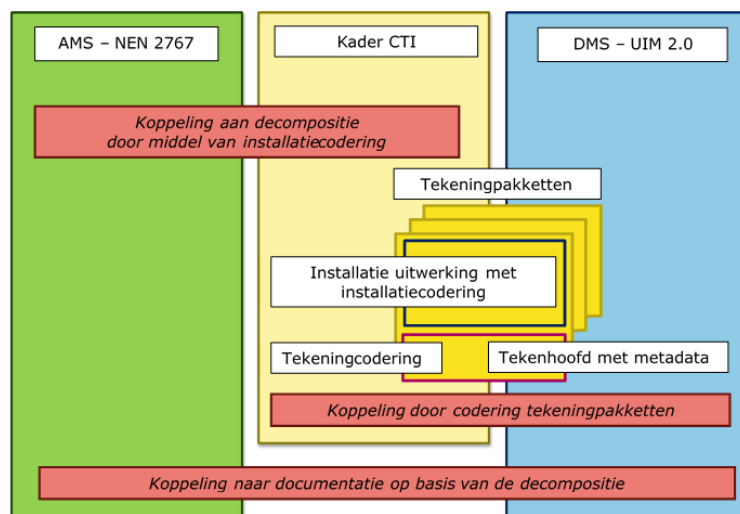 AMS – NEN 2767
Kader CTI
DMS – UIM 2.0
Koppeling aan decompositie
door middel van installatiecodering
Tekeningpakketten
Installatie uitwerking met
installatiecodering
Tekeningcodering
Tekenhoofd met metadata
Koppeling door codering tekeningpakketten
Koppeling naar documentatie op basis van de decompositie